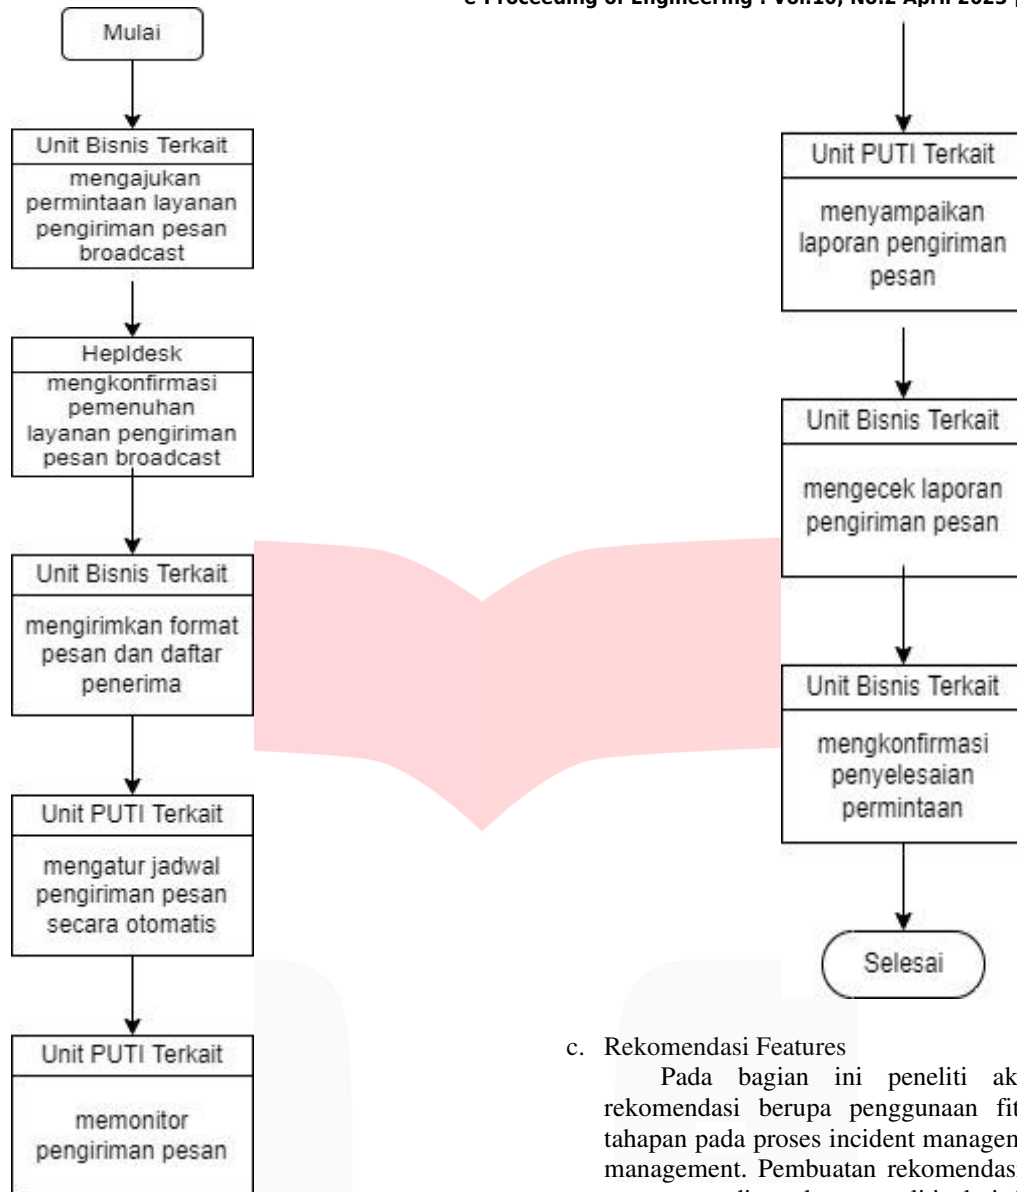 e-Proceeding of Engineering : Vol.10, No.2 April 2023 |
Mulai
Unit Bisnis Terkait
mengajukan
permintaan layanan
pengiriman pesan
broadcast
Hepldesk
mengkonfirmasi
pemenuhan
layanan pengiriman
pesan broadcast
Unit Bisnis Terkait
mengirimkan format
pesan dan daftar
penerima
Unit PUTI Terkait
mengatur jadwal
pengiriman pesan
secara otomatis
Unit PUTI Terkait
memonitor
pengiriman pesan
Unit PUTI Terkait
menyampaikan
laporan pengiriman
pesan
Unit Bisnis Terkait
mengecek laporan
pengiriman pesan
Unit Bisnis Terkait
mengkonfirmasi
penyelesaian
permintaan
Selesai
c. Rekomendasi Features
Pada bagian ini peneliti ak
rekomendasi berupa penggunaan fit
tahapan pada proses incident managem
management. Pembuatan rekomendasi